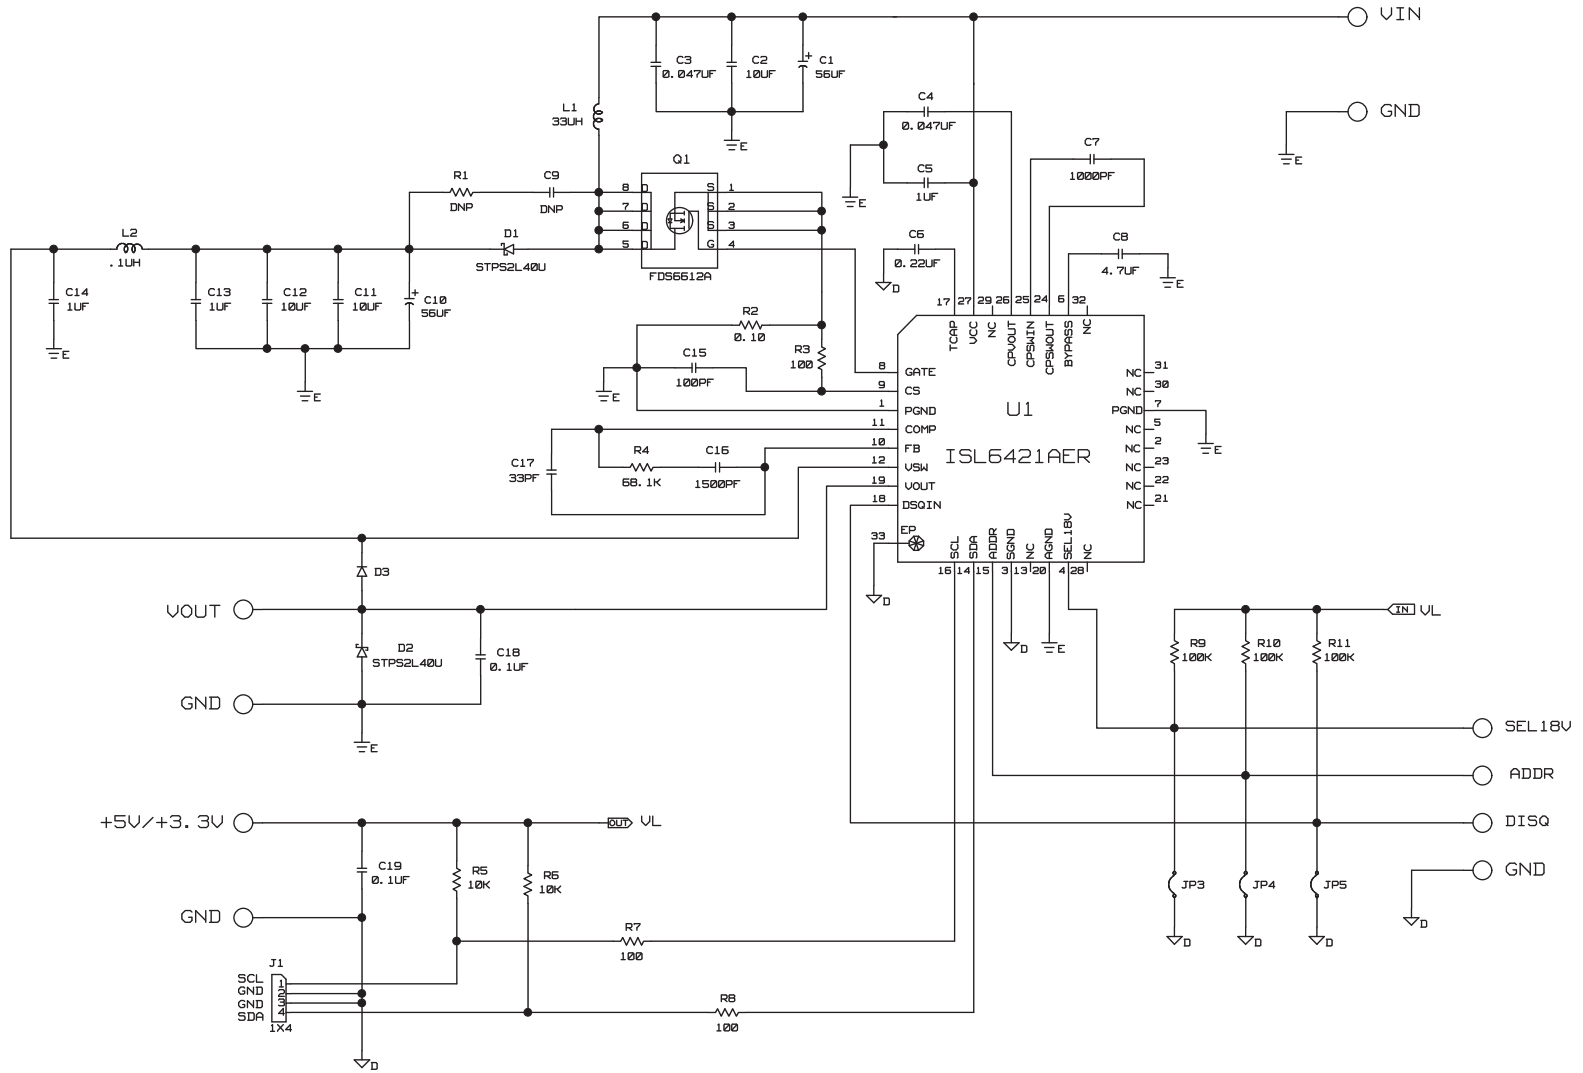 VIN
C3
0.047UF
C2
10UF
+
C1
56UF
E
GND
E
L1
33UH
C4
0.047UF
C5
1UF
E
C7
1000PF
Q1
R1
DNP
C9
DNP
8 D
7 D
6 D
5 D
S 1
S 2
S 3
G 4
FDS6612A
L2
.1UH
D1
STPS2L40U
C6
0.22UF
D
C8
4.7UF
E
C14
1UF
E
C13
1UF
C12
10UF
C11
10UF
+
C10
56UF
E
R2
0.10
R3
100
C15
100PF
E
17 27 29 26 25 24 6 32
TCAP
VCC
NC
CPVOUT
CPSWIN
CPSWOUT
BYPASS
NC
8 GATE
9 CS
1 PGND
11 COMP
10 FB
12 VSW
19 VOUT
18 DSQIN
33 EP
D
U1
ISL6421AER
NC 31
NC 30
PGND 7
NC 5
NC 2
NC 23
NC 22
NC 21
E
C17
33PF
R4
68.1K
C16
1500PF
SCL
SDA
ADDR
SGND
NC
AGND
SEL18V
NC
16 14 15 3 13 20 4 28
D
E
D3
VOUT
D2
STPS2L40U
C18
0.1UF
GND
E
IN VL
R9
100K
R10
100K
R11
100K
SEL18V
ADDR
DISQ
GND
D
JP3
JP4
JP5
D
D
D
+5V/+3.3V
OUT VL
C19
0.1UF
R5
10K
R6
10K
GND
R7
100
J1
SCL 1
GND 2
GND 3
SDA 4
1X4
R8
100
D